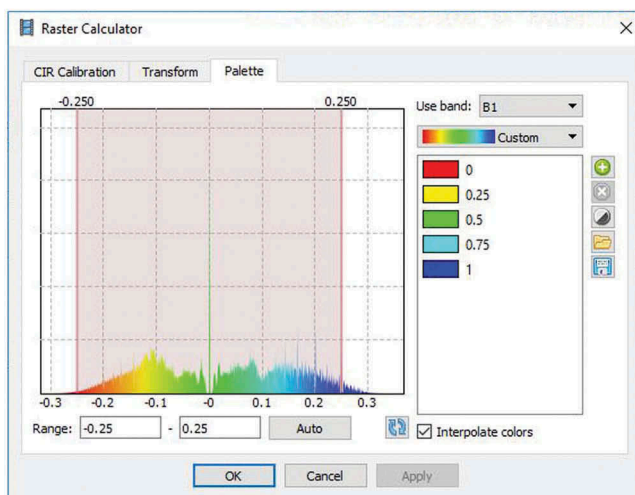 Raster Calculator
CIR Calibration Transform Palette
-0.250 0.250
Use band: B1
Custom
0
0.25
0.5
0.75
1
-0.3 -0.2 -0.1 -0 0.1 0.2 0.3
Range: -0.25 - 0.25 Auto
Interpolate colors
OK Cancel Apply